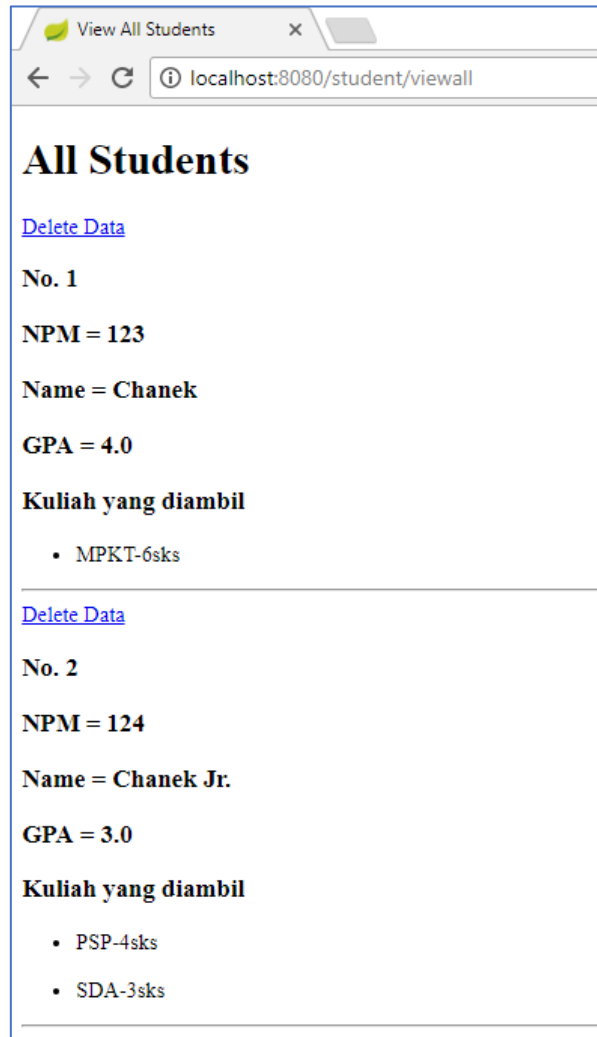 View All Students
localhost:8080/student/viewall
All Students
Delete Data
No. 1
NPM = 123
Name = Chanek
GPA = 4.0
Kuliah yang diambil
• MPKT-6sks
Delete Data
No. 2
NPM = 124
Name = Chanek Jr.
GPA = 3.0
Kuliah yang diambil
• PSP-4sks
• SDA-3sks